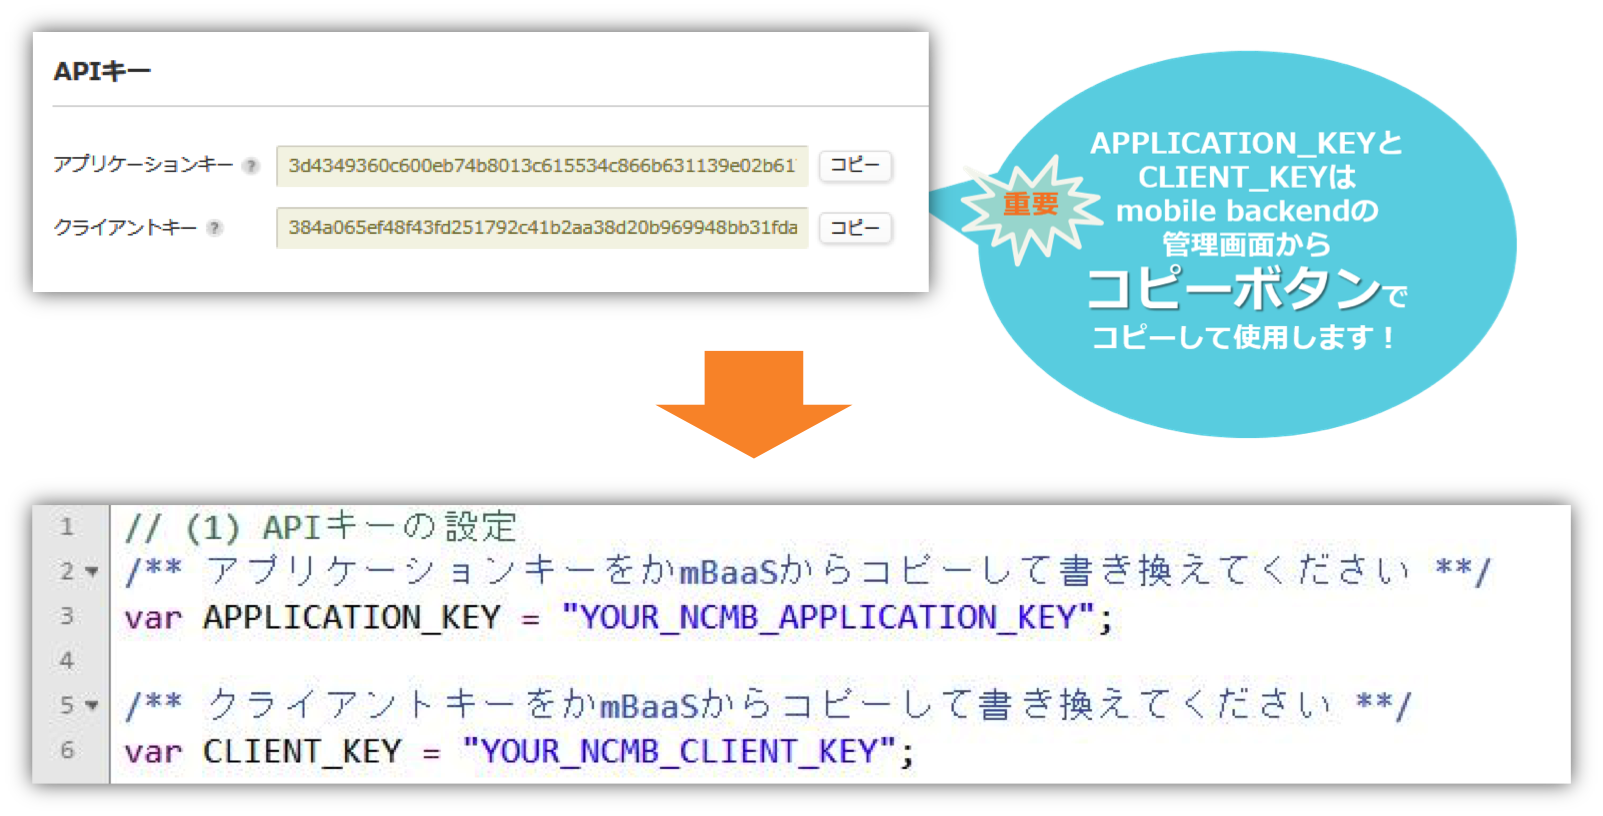 APIキー
アプリケーションキー ? 3d4349360c600eb74b8013c615534c866b631139e02b61 コピー
クライアントキー ? 384a065ef48f43fd251792c41b2aa38d20b969948bb31fda コピー
重要
APPLICATION_KEYと
CLIENT_KEYは
mobile backendの
管理画面から
コピーボタンで
コピーして使用します！
1 // (1) APIキーの設定
2 /** アプリケーションキーをかmBaaSからコピーして書き換えてください **/
3 var APPLICATION_KEY = "YOUR_NCMB_APPLICATION_KEY";
4
5 /** クライアントキーをかmBaaSからコピーして書き換えてください **/
6 var CLIENT_KEY = "YOUR_NCMB_CLIENT_KEY";